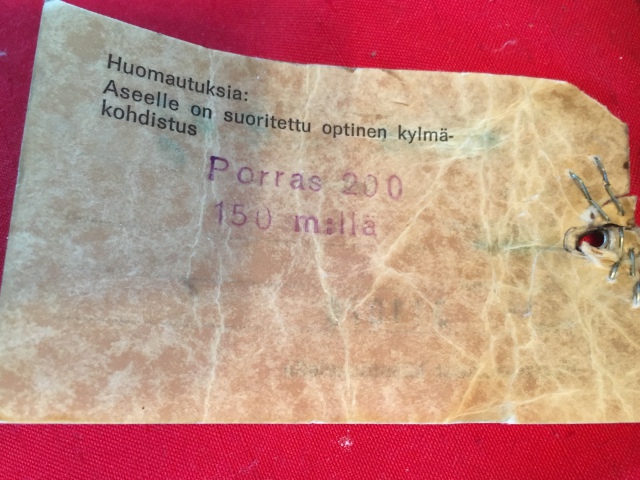 Huomautuksia:
Aseelle on suoritettu optinen kylmä-
kohdistus
Porras 200
150 m:llä